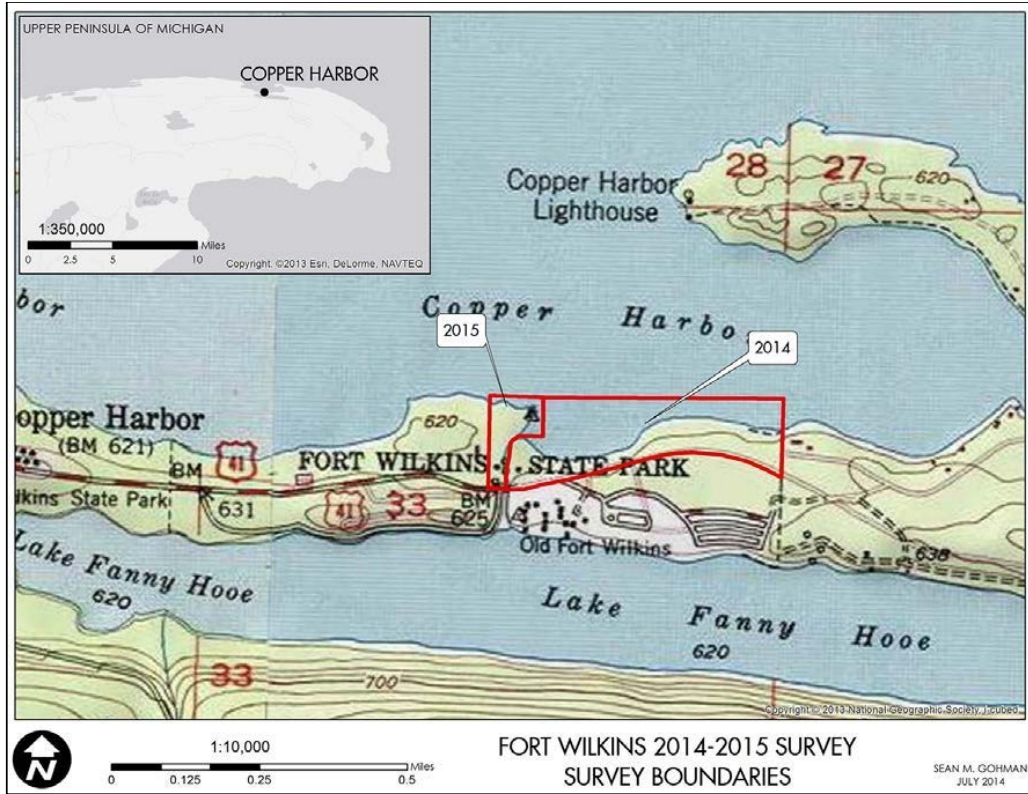 UPPER PENINSULA OF MICHIGAN
COPPER HARBOR
1:350,000
Miles
0 2.5 5 10
Copyright: ©2013 Esri, DeLorme, NAVTEQ
28 27 620
Copper Harbor
Lighthouse
bor
Copper Harbo
2015
2014
opper Harbor
(BM 621)
620
41
FORT WILKINS STATE PARK
BM
lkins State Park
631
41
33
BM
625
Old Fort Wilkins
638
Lake Fanny Hooe
620
Lake Fanny Hooe
620
33
700
Copyright:© 2013 National Geographic Society, i-cubed
N
1:10,000
Miles
0 0.125 0.25 0.5
FORT WILKINS 2014-2015 SURVEY
SURVEY BOUNDARIES
SEAN M. GOHMAN
JULY 2014